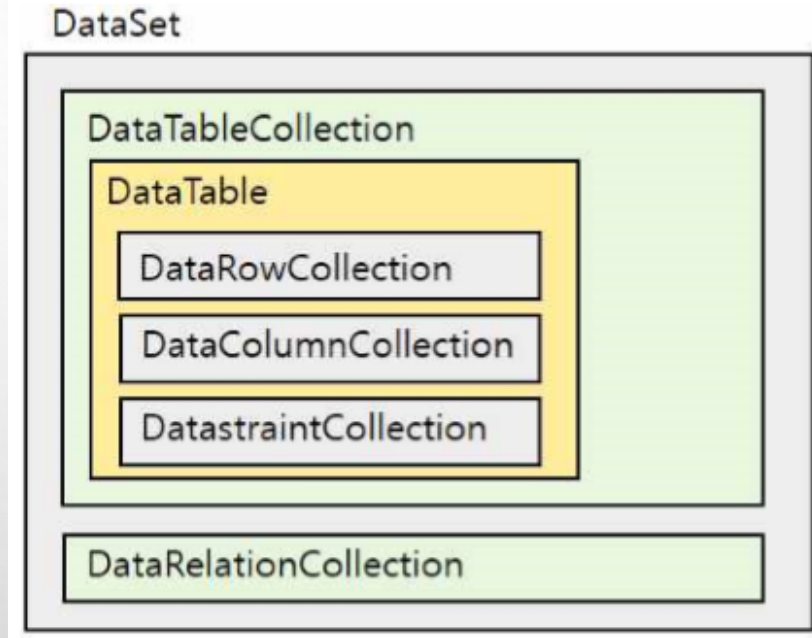 DataSet
DataTableCollection
DataTable
DataRowCollection
DataColumnCollection
DatastraintCollection
DataRelationCollection